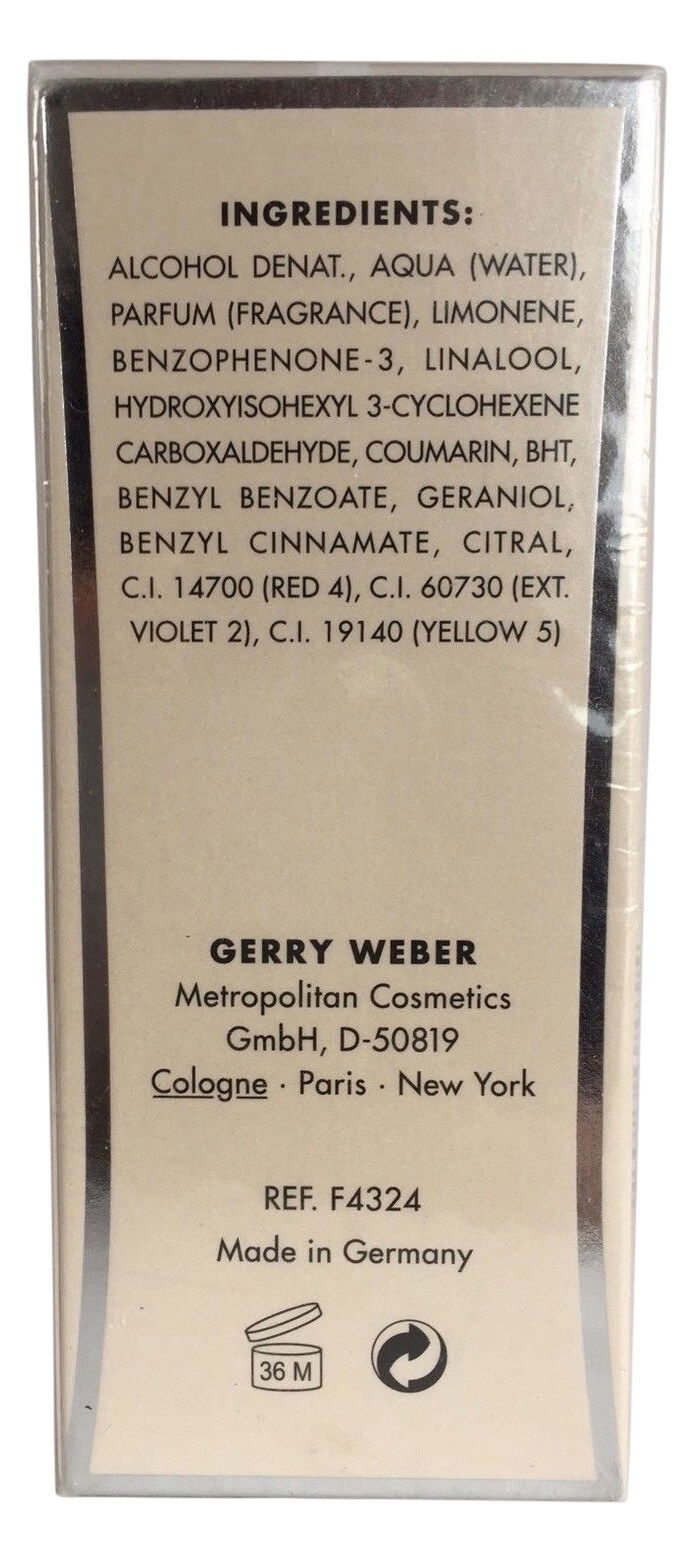 INGREDIENTS:
ALCOHOL DENAT., AQUA (WATER),
PARFUM (FRAGRANCE), LIMONENE,
BENZOPHENONE-3, LINALOOL,
HYDROXYISOHEXYL 3-CYCLOHEXENE
CARBOXALDEHYDE, COUMARIN, BHT,
BENZYL BENZOATE, GERANIOL,
BENZYL CINNAMATE, CITRAL,
C.I. 14700 (RED 4), C.I. 60730 (EXT.
VIOLET 2), C.I. 19140 (YELLOW 5)
GERRY WEBER
Metropolitan Cosmetics
GmbH, D-50819
Cologne · Paris · New York
REF. F4324
Made in Germany
36 M